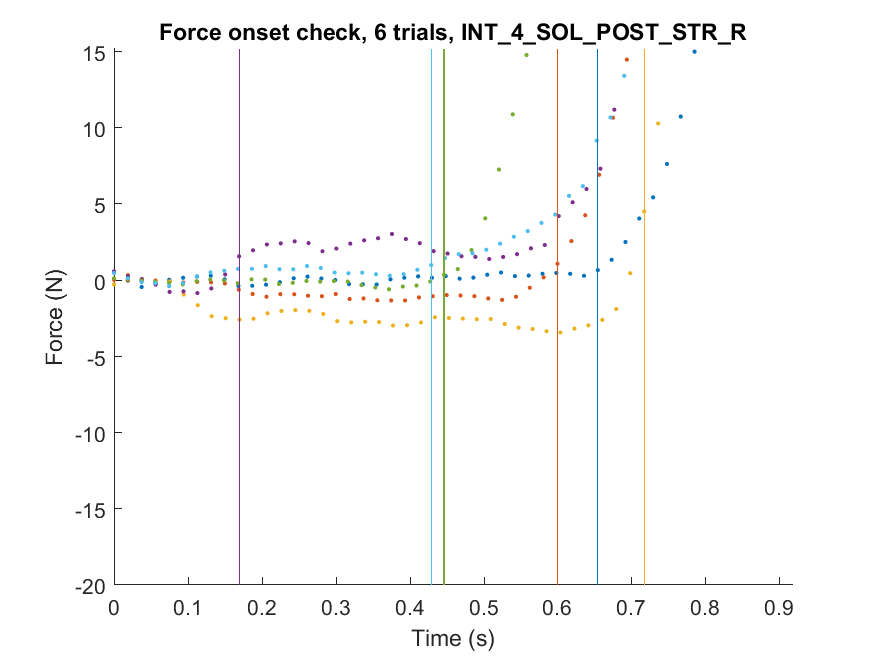 Force onset check, 6 trials, INT_4_SOL_POST_STR_R
15
10
5
0
-5
-10
-15
-20
Force (N)
0 0.1 0.2 0.3 0.4 0.5 0.6 0.7 0.8 0.9
Time (s)